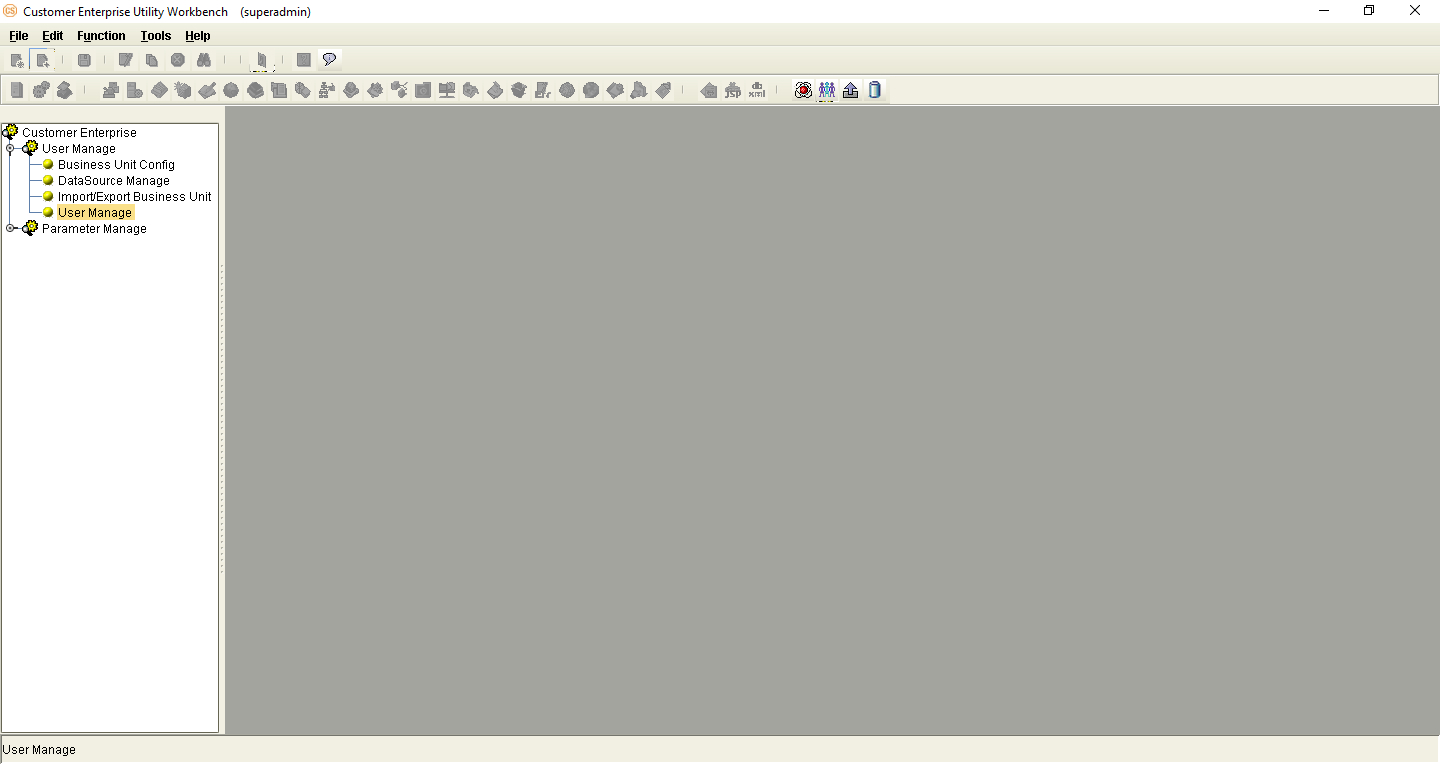 CS Customer Enterprise Utility Workbench (superadmin)
File Edit Function Tools Help
jsp xml
Customer Enterprise
User Manage
Business Unit Config
DataSource Manage
Import/Export Business Unit
User Manage
Parameter Manage
User Manage